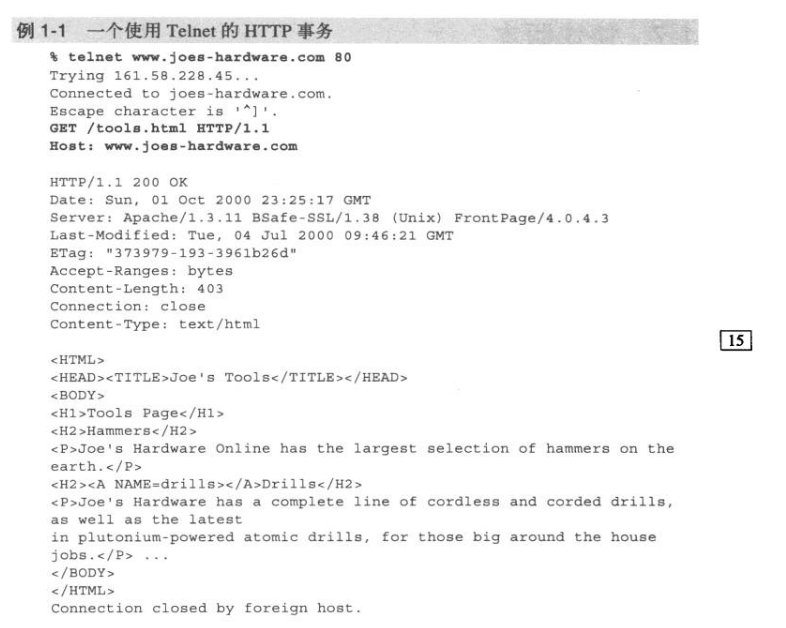 例 1-1 一个使用 Telnet 的 HTTP 事务
% telnet www.joes-hardware.com 80
Trying 161.58.228.45...
Connected to joes-hardware.com.
Escape character is '^]'.
GET /tools.html HTTP/1.1
Host: www.joes-hardware.com

HTTP/1.1 200 OK
Date: Sun, 01 Oct 2000 23:25:17 GMT
Server: Apache/1.3.11 BSafe-SSL/1.38 (Unix) FrontPage/4.0.4.3
Last-Modified: Tue, 04 Jul 2000 09:46:21 GMT
ETag: "373979-193-3961b26d"
Accept-Ranges: bytes
Content-Length: 403
Connection: close
Content-Type: text/html
15
<HTML>
<HEAD><TITLE>Joe's Tools</TITLE></HEAD>
<BODY>
<H1>Tools Page</H1>
<H2>Hammers</H2>
<P>Joe's Hardware Online has the largest selection of hammers on the
earth.</P>
<H2><A NAME=drills></A>Drills</H2>
<P>Joe's Hardware has a complete line of cordless and corded drills,
as well as the latest
in plutonium-powered atomic drills, for those big around the house
jobs.</P> ...
</BODY>
</HTML>
Connection closed by foreign host.